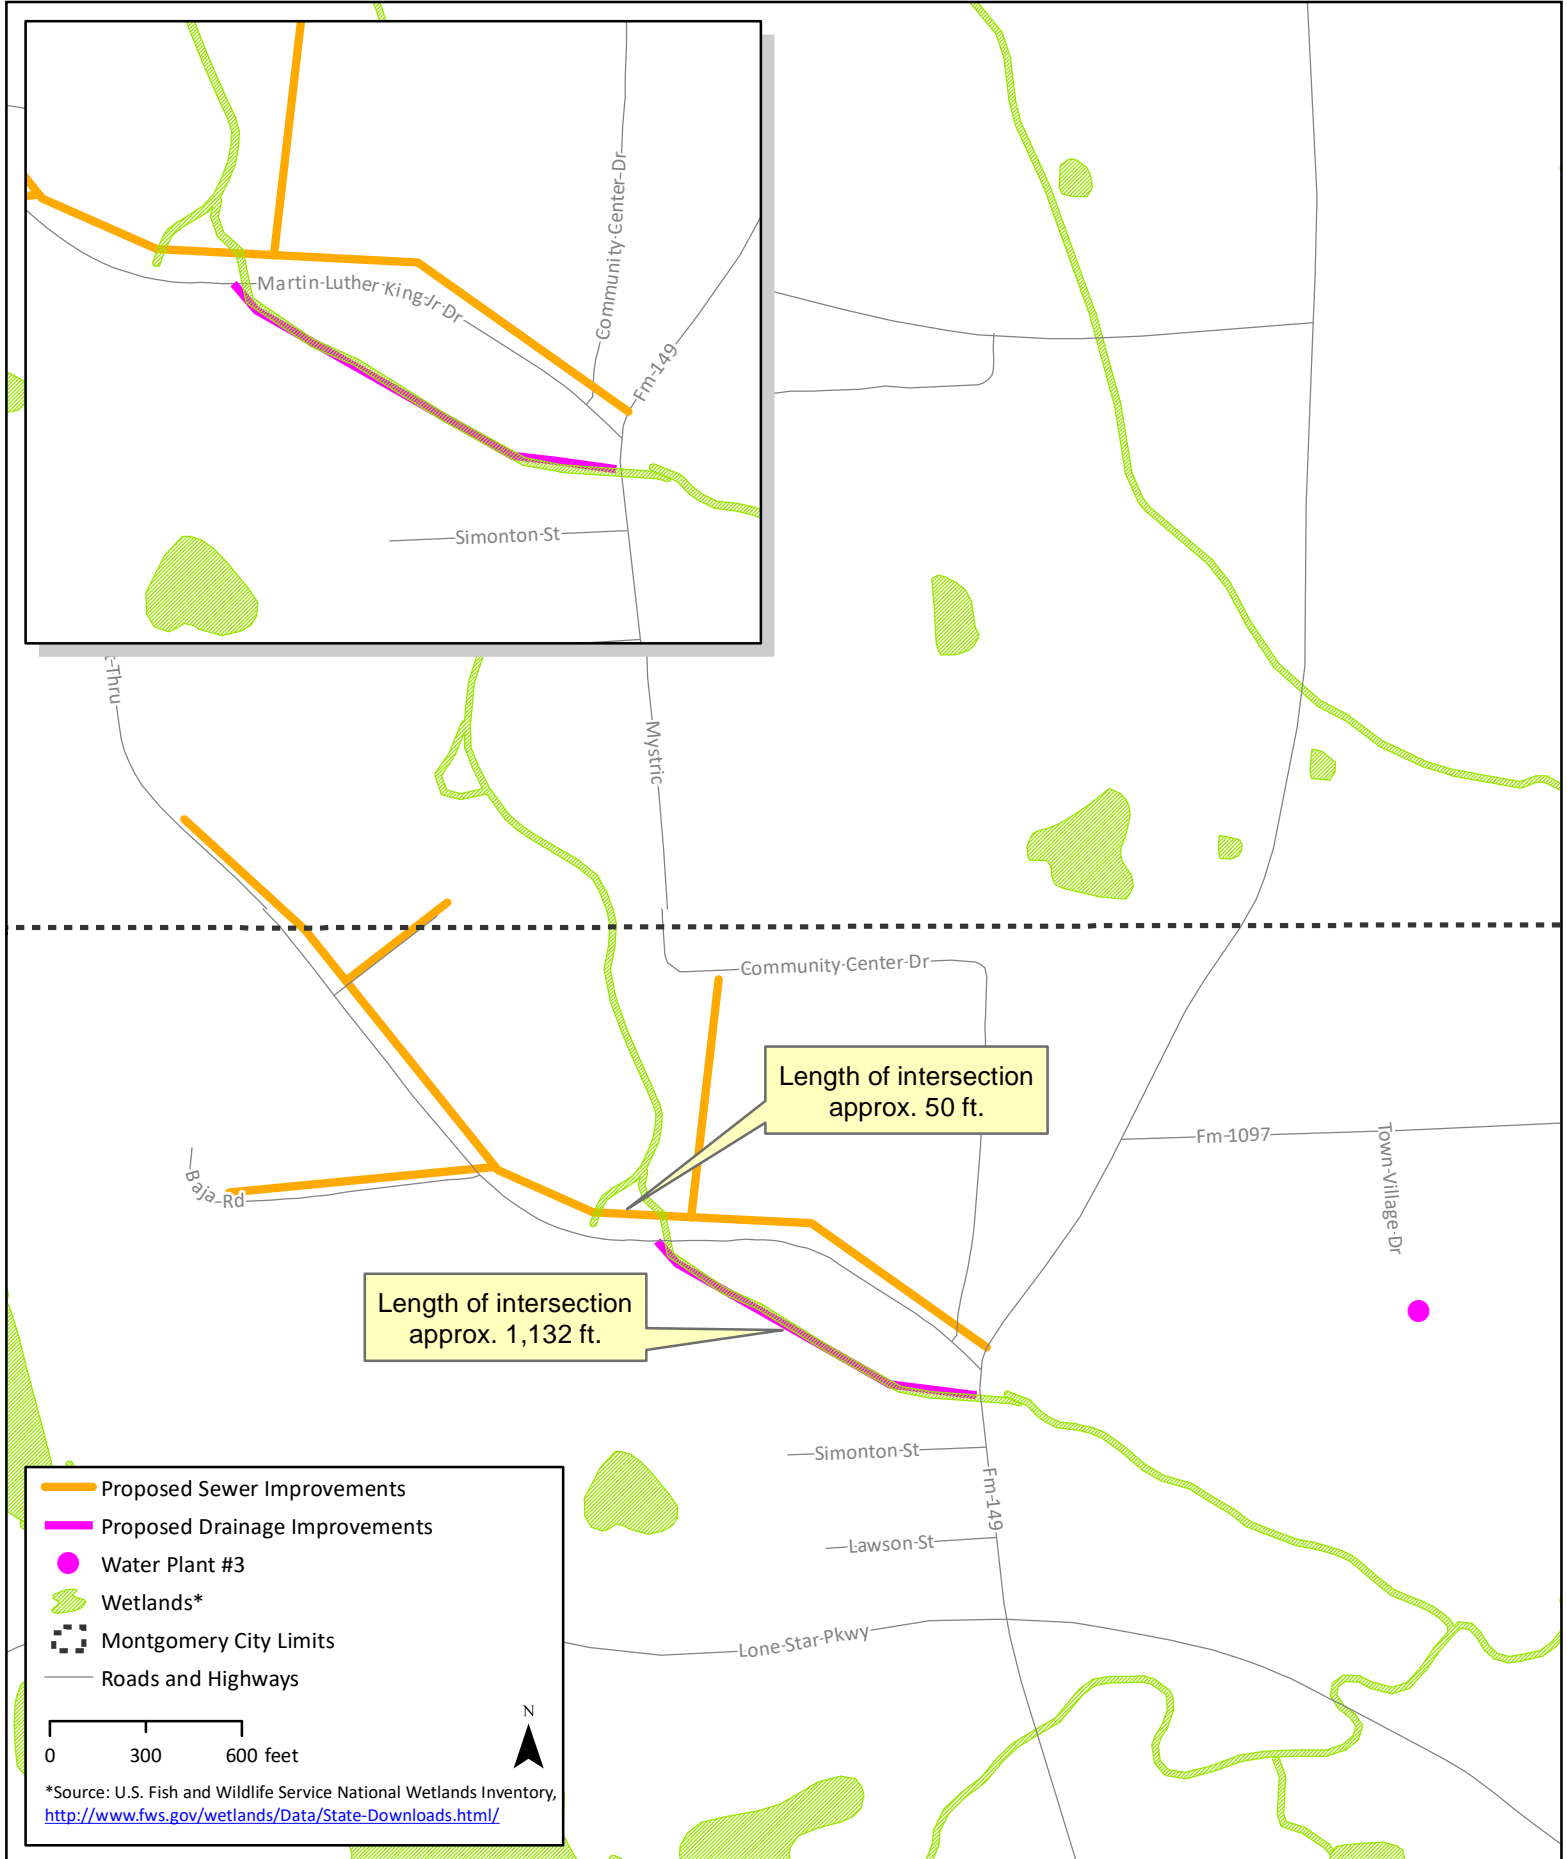 Community-Center-Dr
Martin-Luther-King-Jr-Dr
Fm-149
Simonton-St
t-Thru
Mystric
Community-Center-Dr
Length of intersection
approx. 50 ft.
Fm-1097
Town-Village-Dr
Baja-Rd
Length of intersection
approx. 1,132 ft.
Simonton-St
Fm-149
Lawson-St
Lone-Star-Pkwy
Proposed Sewer Improvements
Proposed Drainage Improvements
Water Plant #3
Wetlands*
Montgomery City Limits
Roads and Highways
N
0 300 600 feet
*Source: U.S. Fish and Wildlife Service National Wetlands Inventory,
http://www.fws.gov/wetlands/Data/State-Downloads.html/